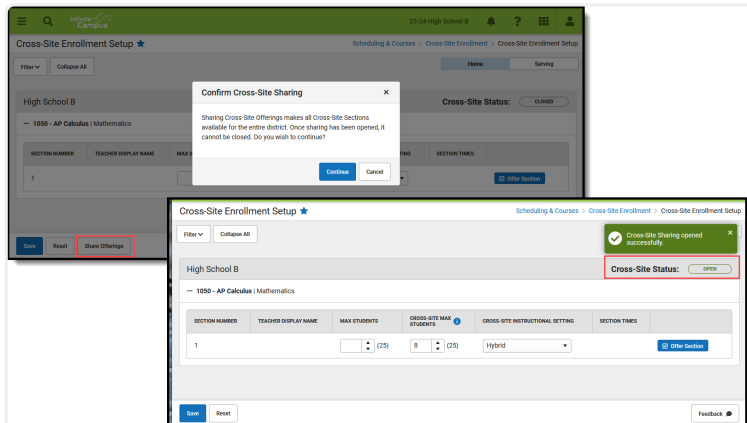 Infinite Campus
23-24 High School B
?
Cross-Site Enrollment Setup
Scheduling & Courses > Cross-Site Enrollment > Cross-Site Enrollment Setup
Filter
Collapse All
Home
Serving
High School B
Cross-Site Status: CLOSED
1050 - AP Calculus | Mathematics
SECTION NUMBER
TEACHER DISPLAY NAME
SECTION TIMES
1
Offer Section
Save
Reset
Share Offerings
Confirm Cross-Site Sharing
×
Sharing Cross-Site Offerings makes all Cross-Site Sections
available for the entire district. Once sharing has been opened, it
cannot be closed. Do you wish to continue?
Continue
Cancel
Cross-Site Enrollment Setup
Scheduling & Courses > Cross-Site Enrollment > Cross-Site Enrollment Setup
Filter
Collapse All
Cross-Site Sharing opened
successfully.
×
High School B
Cross-Site Status: OPEN
1050 - AP Calculus | Mathematics
SECTION NUMBER
TEACHER DISPLAY NAME
MAX STUDENTS
CROSS-SITE MAX
STUDENTS
CROSS-SITE INSTRUCTIONAL SETTING
SECTION TIMES
1
(25)
8
(25)
Hybrid
Offer Section
Save
Reset
Feedback